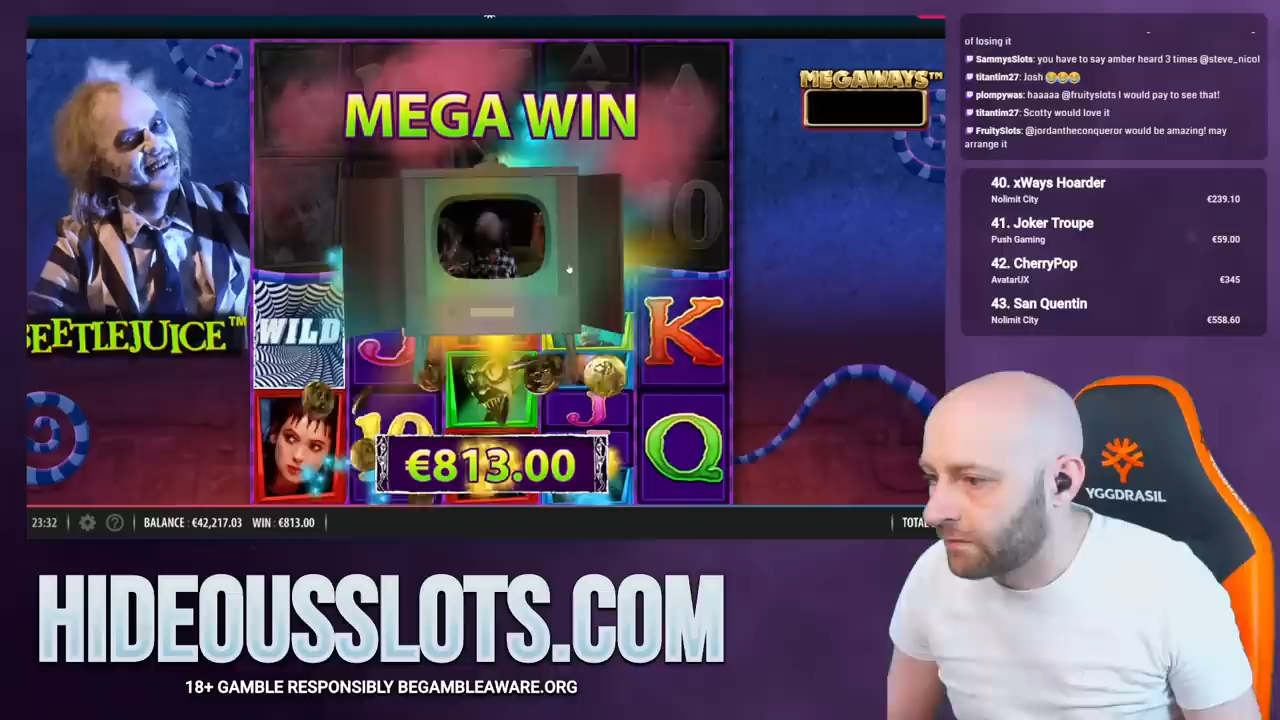 MEGA WIN
MEGAWAYS™
BEETLEJUICE™
WILD
J
K
10
A
A
10
J
Q
€813.00
23:32
BALANCE : €42,217.03
WIN : €813.00
TOTAL
of losing it
SammysSlots: you have to say amber heard 3 times @steve_nicol
titantim27: Josh 😂😂😂
plompywas: haaaaa @fruityslots I would pay to see that!
titantim27: Scotty would love it
FruitySlots: @jordantheconqueror would be amazing! may
arrange it
40. xWays Hoarder
Nolimit City €239.10
41. Joker Troupe
Push Gaming €59.00
42. CherryPop
AvatarUX €345
43. San Quentin
Nolimit City €558.60
YGGDRASIL
HIDEOUSSLOTS.COM
18+ GAMBLE RESPONSIBLY BEGAMBLEAWARE.ORG